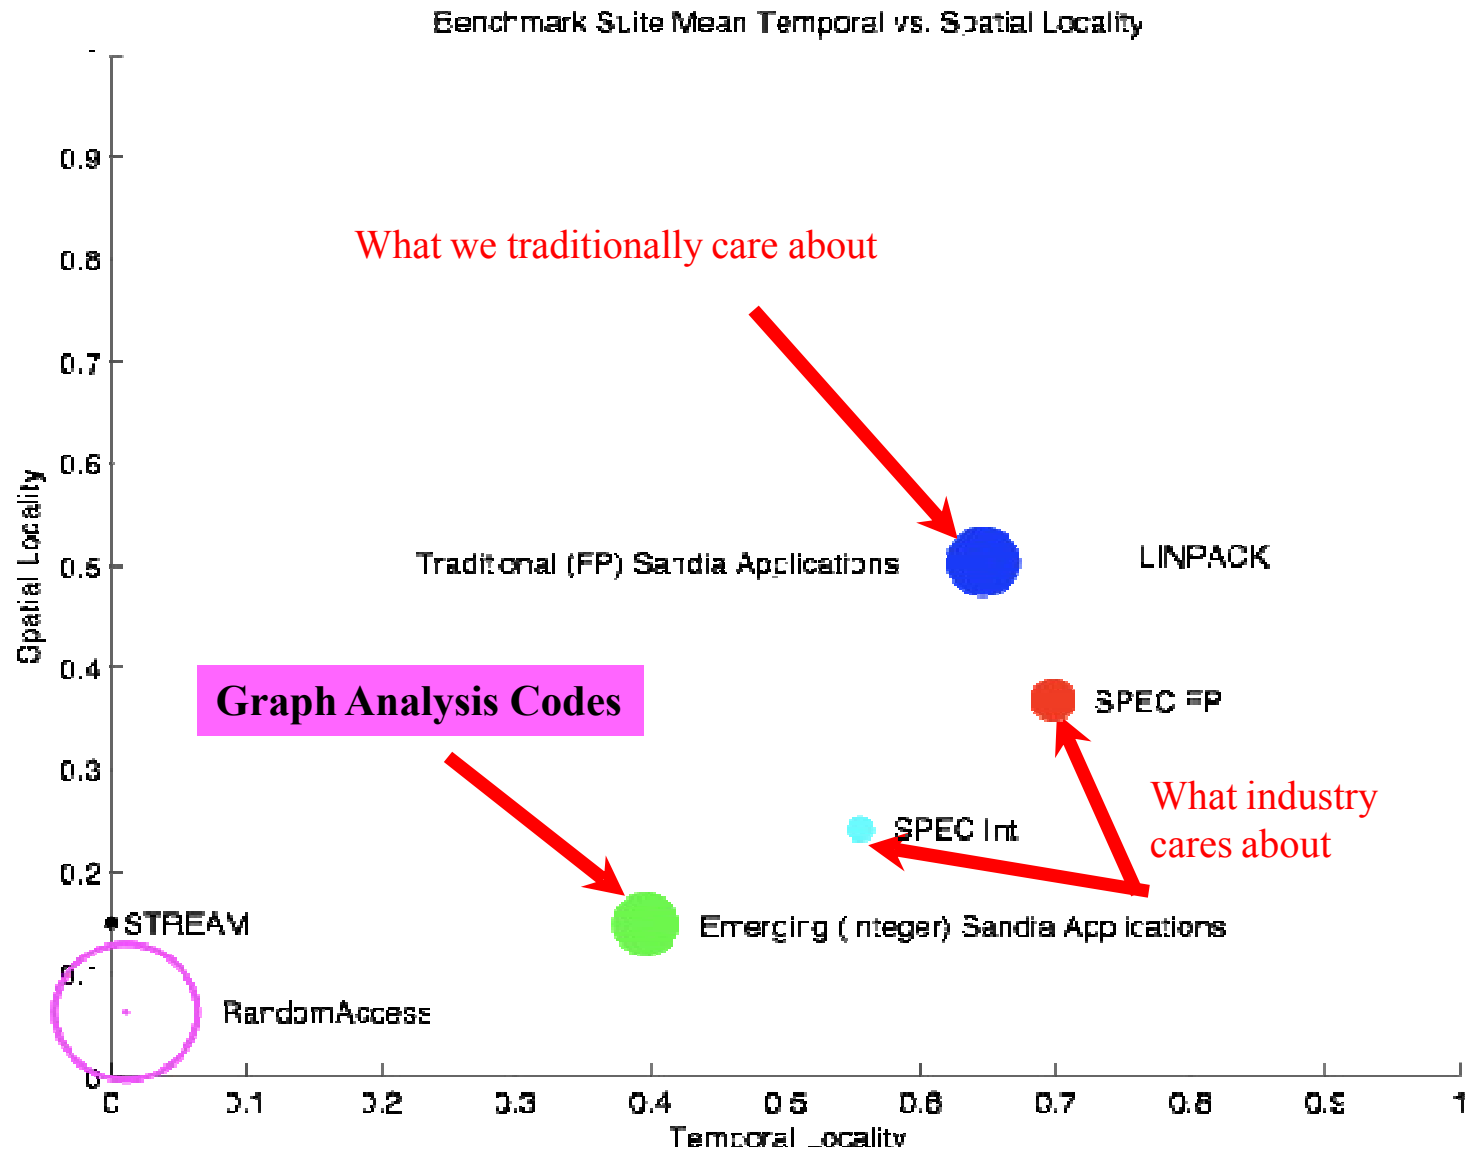 Benchmark Suite Mean Temporal vs. Spatial Locality
0.9
0.8
What we traditionally care about
0.7
0.6
Spatial Locality
0.5
Traditional (FP) Sandia Applications
LINPACK
0.4
Graph Analysis Codes
SPEC FP
0.3
What industry
cares about
SPEC Int
0.2
STREAM
Emerging (Integer) Sandia Applications
RandomAccess
0
0 0.1 0.2 0.3 0.4 0.5 0.6 0.7 0.8 0.9 1
Temporal Locality